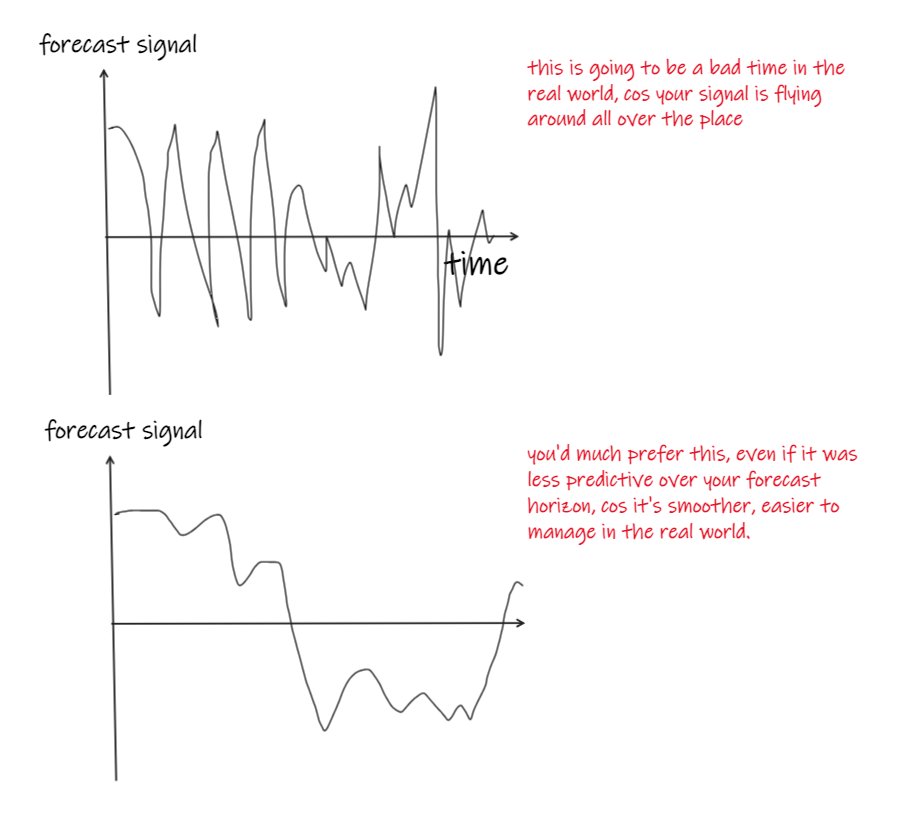 forecast signal
this is going to be a bad time in the
real world, cos your signal is flying
around all over the place
time
forecast signal
you'd much prefer this, even if it was
less predictive over your forecast
horizon, cos it's smoother, easier to
manage in the real world.